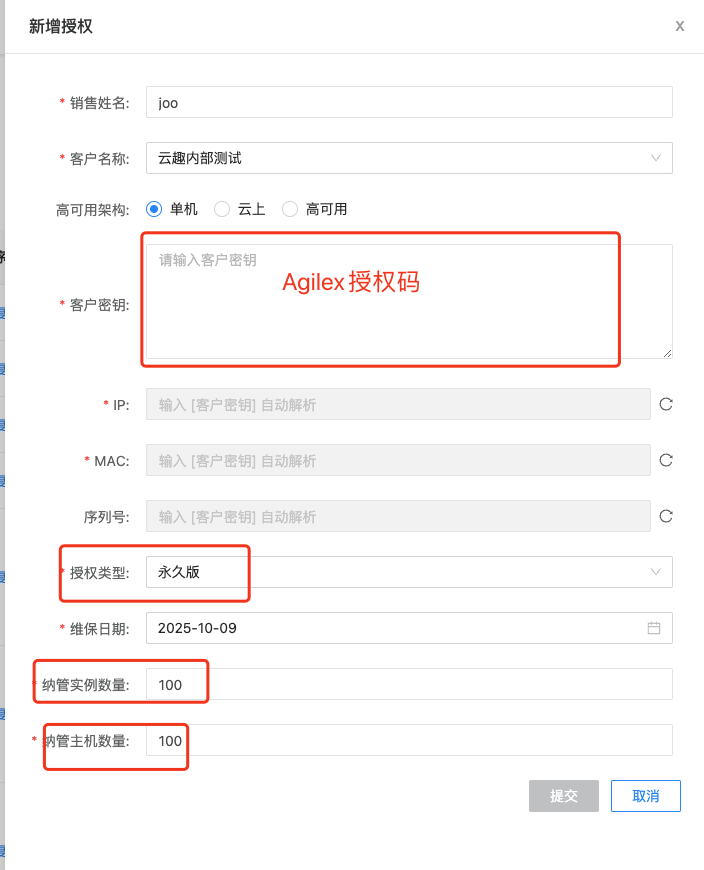 新增授权 X
* 销售姓名: joo
* 客户名称: 云趣内部测试
高可用架构: 单机 云上 高可用
* 客户密钥: 请输入客户密钥
Agilex 授权码
* IP: 输入 [客户密钥] 自动解析
* MAC: 输入 [客户密钥] 自动解析
序列号: 输入 [客户密钥] 自动解析
* 授权类型: 永久版
* 维保日期: 2025-10-09
* 纳管实例数量: 100
* 纳管主机数量: 100
提交 取消